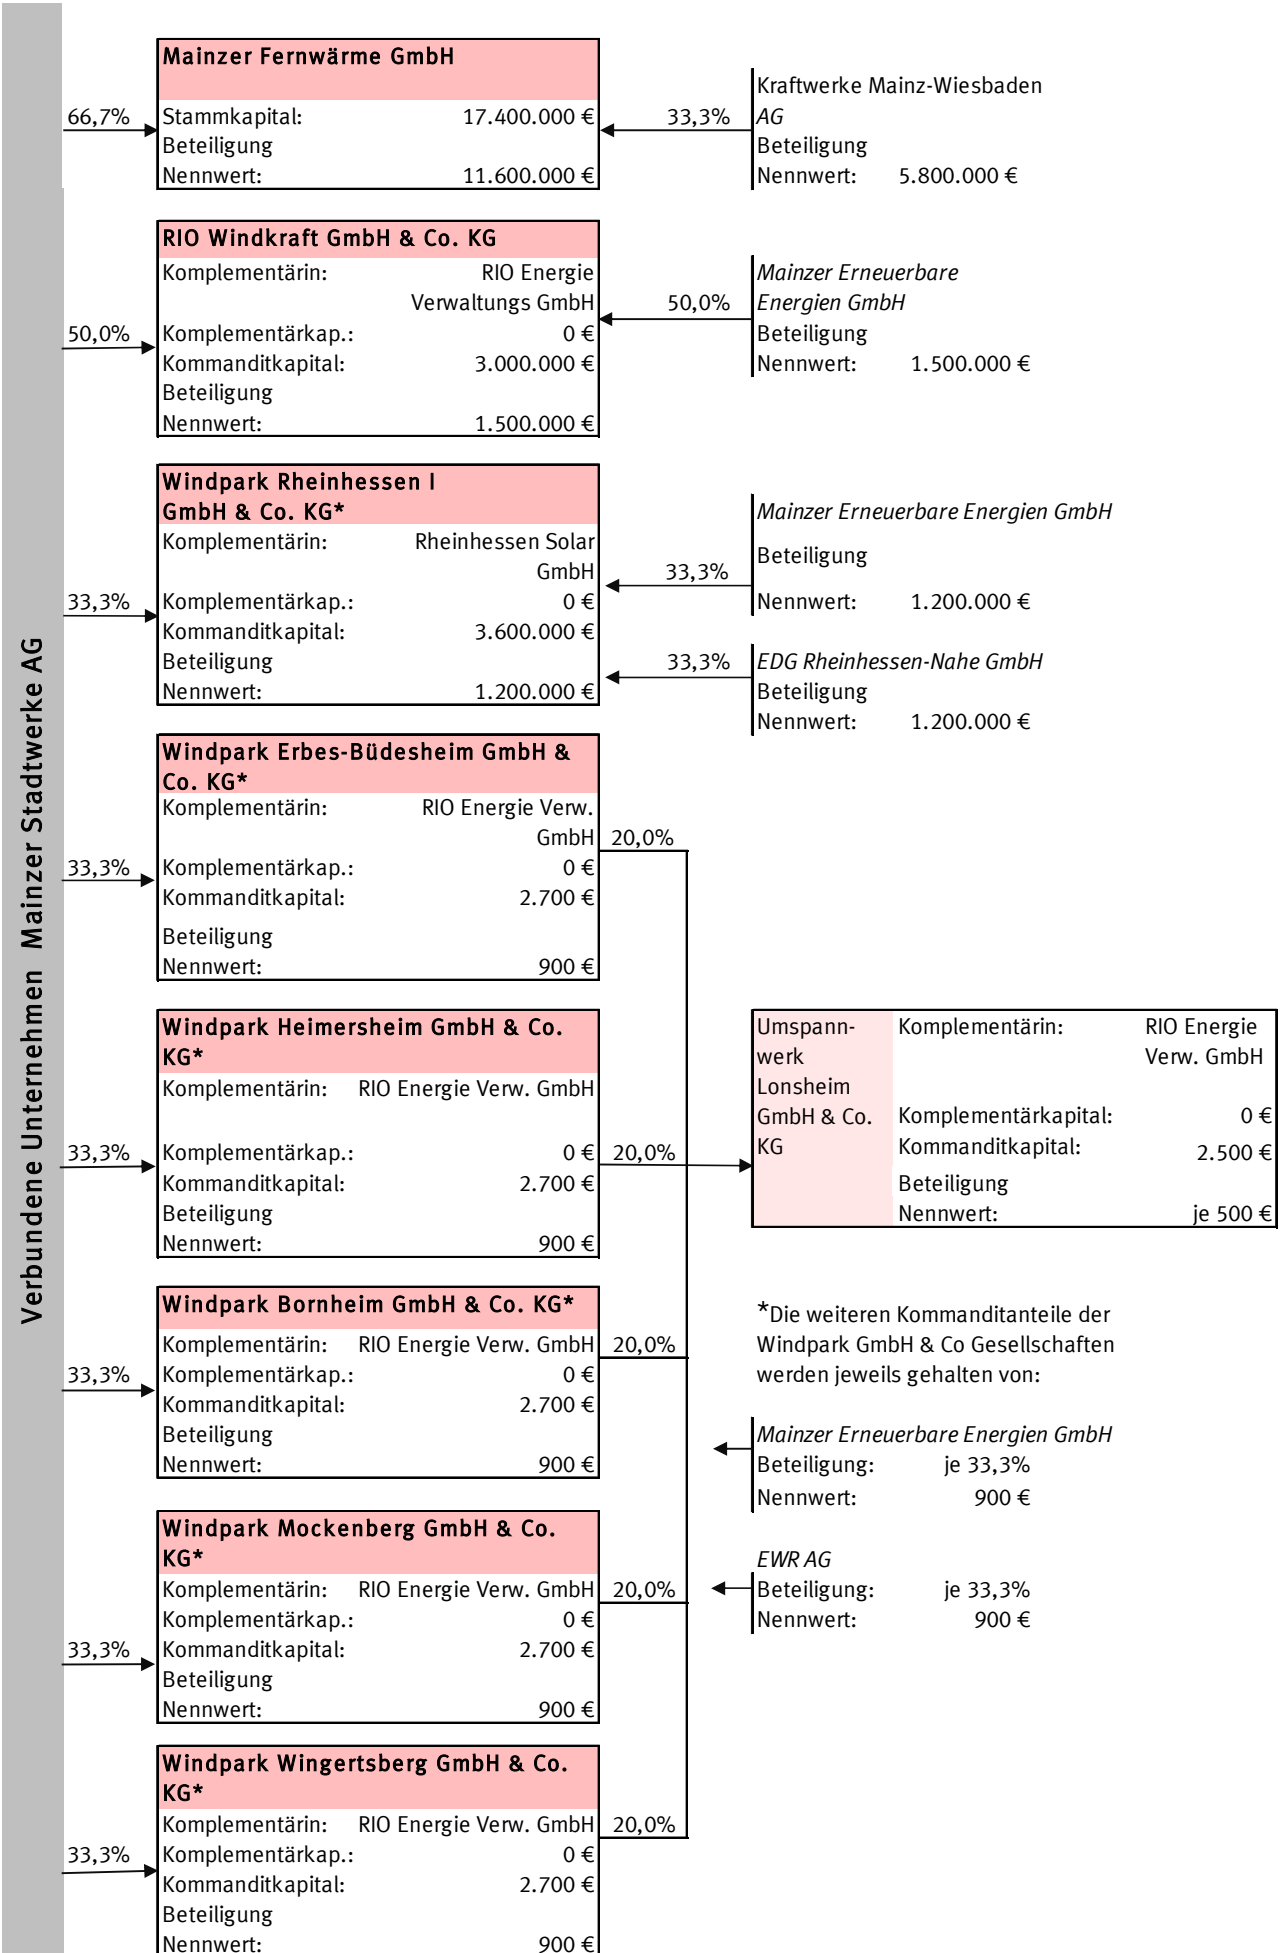 Verbundene Unternehmen Mainzer Stadtwerke AG
Mainzer Fernwärme GmbH
66,7%
Stammkapital: 17.400.000 €
Beteiligung
Nennwert: 11.600.000 €
33,3%
Kraftwerke Mainz-Wiesbaden
AG
Beteiligung
Nennwert: 5.800.000 €
RIO Windkraft GmbH & Co. KG
50,0%
Komplementärin: RIO Energie
Verwaltungs GmbH
Komplementärkap.: 0 €
Kommanditkapital: 3.000.000 €
Beteiligung
Nennwert: 1.500.000 €
50,0%
Mainzer Erneuerbare
Energien GmbH
Beteiligung
Nennwert: 1.500.000 €
Windpark Rheinhessen I
GmbH & Co. KG*
33,3%
Komplementärin: Rheinhessen Solar
GmbH
Komplementärkap.: 0 €
Kommanditkapital: 3.600.000 €
Beteiligung
Nennwert: 1.200.000 €
33,3%
Mainzer Erneuerbare Energien GmbH
Beteiligung
Nennwert: 1.200.000 €
33,3%
EDG Rheinhessen-Nahe GmbH
Beteiligung
Nennwert: 1.200.000 €
Windpark Erbes-Büdesheim GmbH &
Co. KG*
33,3%
Komplementärin: RIO Energie Verw.
GmbH
Komplementärkap.: 0 €
Kommanditkapital: 2.700 €
Beteiligung
Nennwert: 900 €
20,0%
Windpark Heimersheim GmbH & Co.
KG*
33,3%
Komplementärin: RIO Energie Verw. GmbH
Komplementärkap.: 0 €
Kommanditkapital: 2.700 €
Beteiligung
Nennwert: 900 €
20,0%
Umspann-
werk
Lonsheim
GmbH & Co.
KG
Komplementärin: RIO Energie
Verw. GmbH
Komplementärkapital: 0 €
Kommanditkapital: 2.500 €
Beteiligung
Nennwert: je 500 €
Windpark Bornheim GmbH & Co. KG*
33,3%
Komplementärin: RIO Energie Verw. GmbH
Komplementärkap.: 0 €
Kommanditkapital: 2.700 €
Beteiligung
Nennwert: 900 €
20,0%
*Die weiteren Kommanditanteile der
Windpark GmbH & Co Gesellschaften
werden jeweils gehalten von:
Mainzer Erneuerbare Energien GmbH
Beteiligung: je 33,3%
Nennwert: 900 €
Windpark Mockenberg GmbH & Co.
KG*
33,3%
Komplementärin: RIO Energie Verw. GmbH
Komplementärkap.: 0 €
Kommanditkapital: 2.700 €
Beteiligung
Nennwert: 900 €
20,0%
EWR AG
Beteiligung: je 33,3%
Nennwert: 900 €
Windpark Wingertsberg GmbH & Co.
KG*
33,3%
Komplementärin: RIO Energie Verw. GmbH
Komplementärkap.: 0 €
Kommanditkapital: 2.700 €
Beteiligung
Nennwert: 900 €
20,0%